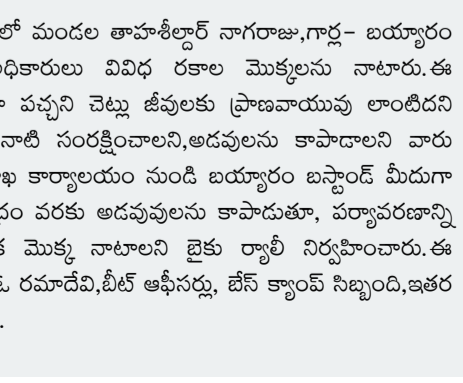 లో మండల తాహశీల్దార్ నాగరాజు,గార్ల- బయ్యారం
ధికారులు వివిధ రకాల మొక్కలను నాటారు.ఈ
పచ్చని చెట్లు జీవులకు ప్రాణవాయువు లాంటిదని
నాటి సంరక్షించాలని,అడవులను కాపాడాలని వారు
ఖ కార్యాలయం నుండి బయ్యారం బస్టాండ్ మీదుగా
ద్రం వరకు అడవువులను కాపాడుతూ, పర్యావరణాన్ని
క మొక్క నాటాలని బైకు ర్యాలీ నిర్వహించారు.ఈ
ఓ రమాదేవి,బీట్ ఆఫీసర్లు, బేస్ క్యాంప్ సిబ్బంది,ఇతర
.